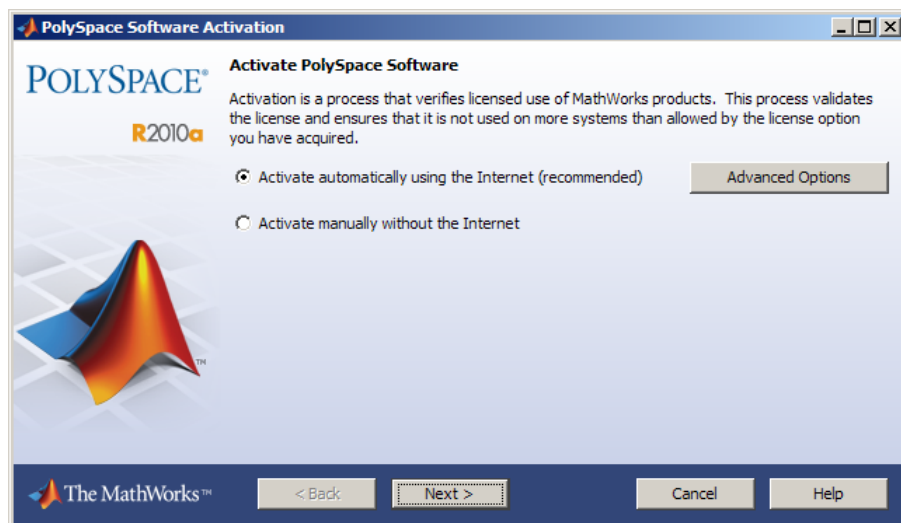 PolySpace Software Activation
POLYSPACE®
R2010a
Activate PolySpace Software
Activation is a process that verifies licensed use of MathWorks products. This process validates
the license and ensures that it is not used on more systems than allowed by the license option
you have acquired.
Activate automatically using the Internet (recommended)
Advanced Options
Activate manually without the Internet
TM
The MathWorks™
< Back
Next >
Cancel
Help